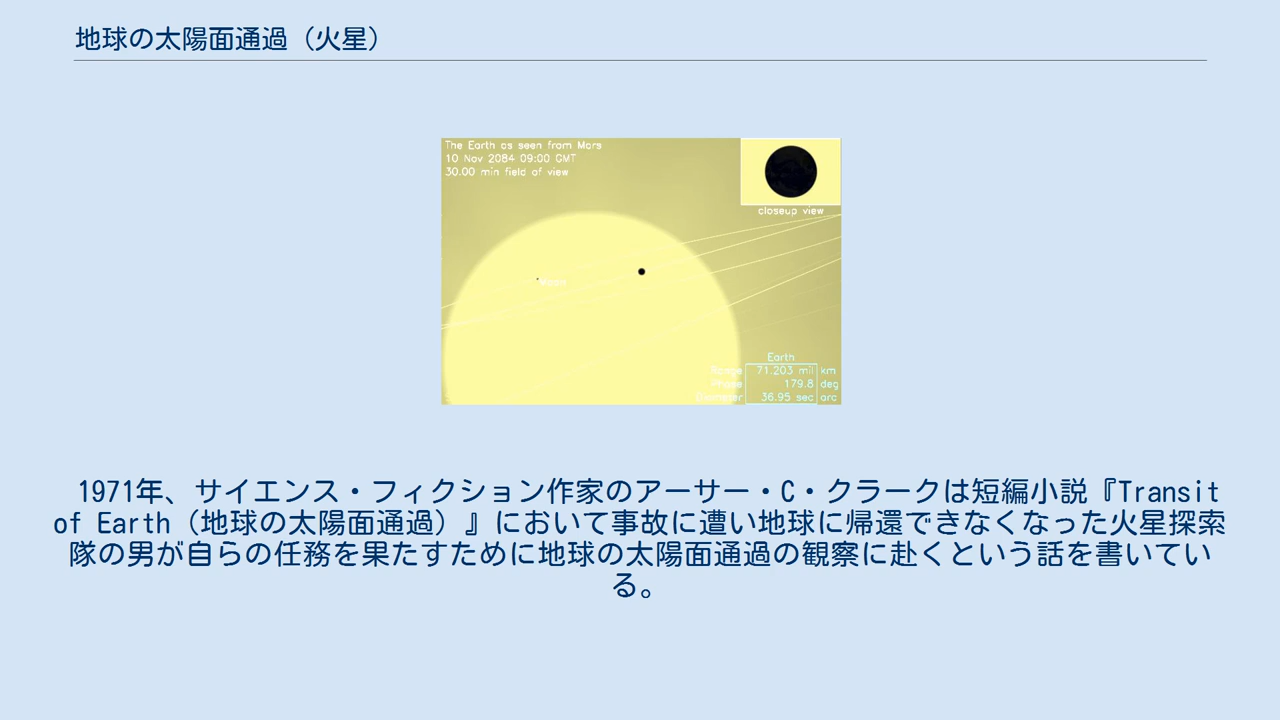 地球の太陽面通過（火星）
The Earth as seen from Mars
10 Nov 2084 09:00 GMT
30.00 min field of view
closeup view
Moon
Earth
Range 71.203 mil km
Phase 179.8 deg
Diameter 36.95 sec arc
1971年、サイエンス・フィクション作家のアーサー・C・クラークは短編小説『Transit
of Earth（地球の太陽面通過）』において事故に遭い地球に帰還できなくなった火星探索
隊の男が自らの任務を果たすために地球の太陽面通過の観察に赴くという話を書いてい
る。